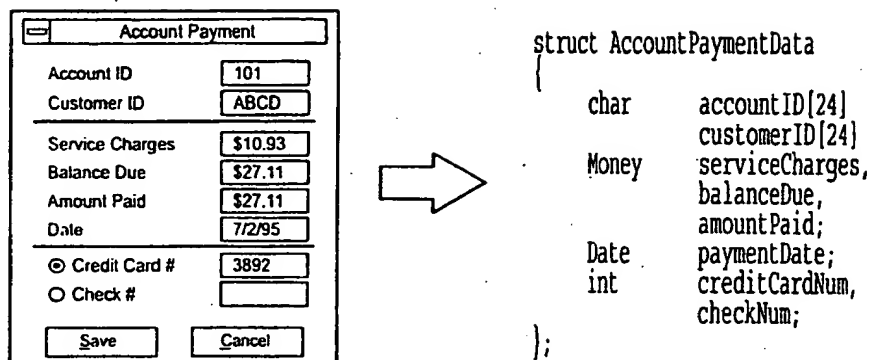 Account Payment
Account ID 101
Customer ID ABCD
Service Charges $10.93
Balance Due $27.11
Amount Paid $27.11
Date 7/2/95
Credit Card # 3892
Check #
Save Cancel
struct AccountPaymentData
{
char accountID[24]
customerID[24]
Money serviceCharges,
balanceDue,
amountPaid;
Date paymentDate;
int creditCardNum,
checkNum;
};